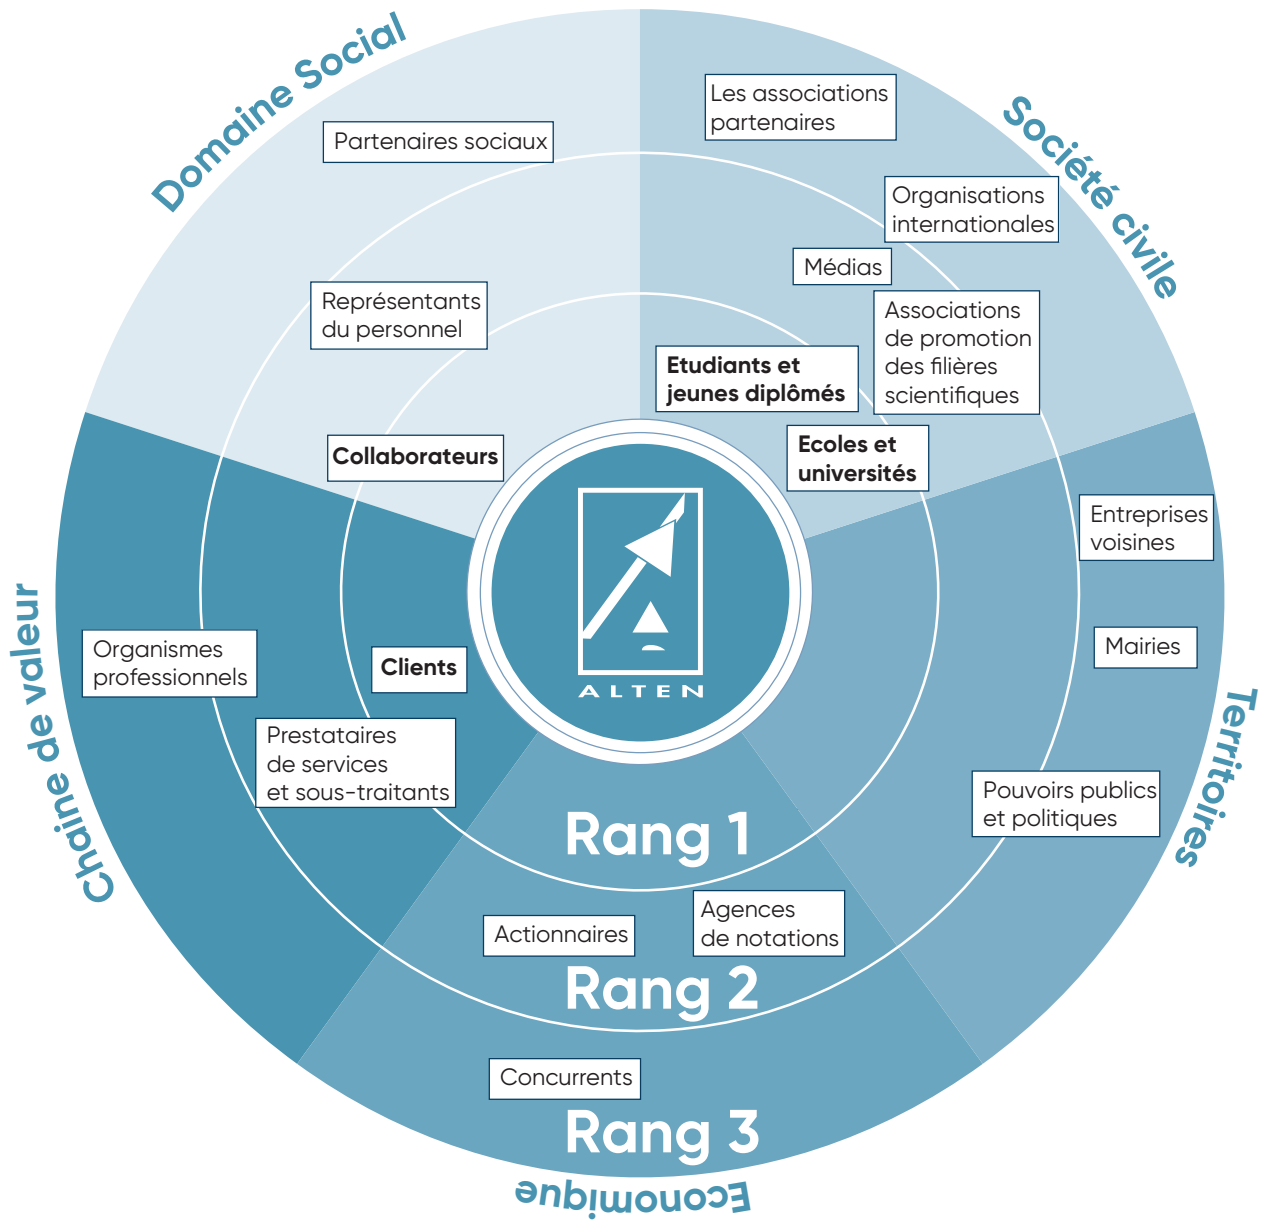 Domaine Social
Partenaires sociaux
Représentants
du personnel
Collaborateurs
Société civile
Les associations
partenaires
Organisations
internationales
Médias
Associations
de promotion
des filières
scientifiques
Etudiants et
jeunes diplômés
Ecoles et
universités
Territoires
Entreprises
voisines
Mairies
Pouvoirs publics
et politiques
ALTEN
Chaine de valeur
Organismes
professionnels
Clients
Prestataires
de services
et sous-traitants
Rang 1
Actionnaires
Agences
de notations
Rang 2
Concurrents
Rang 3
Economique